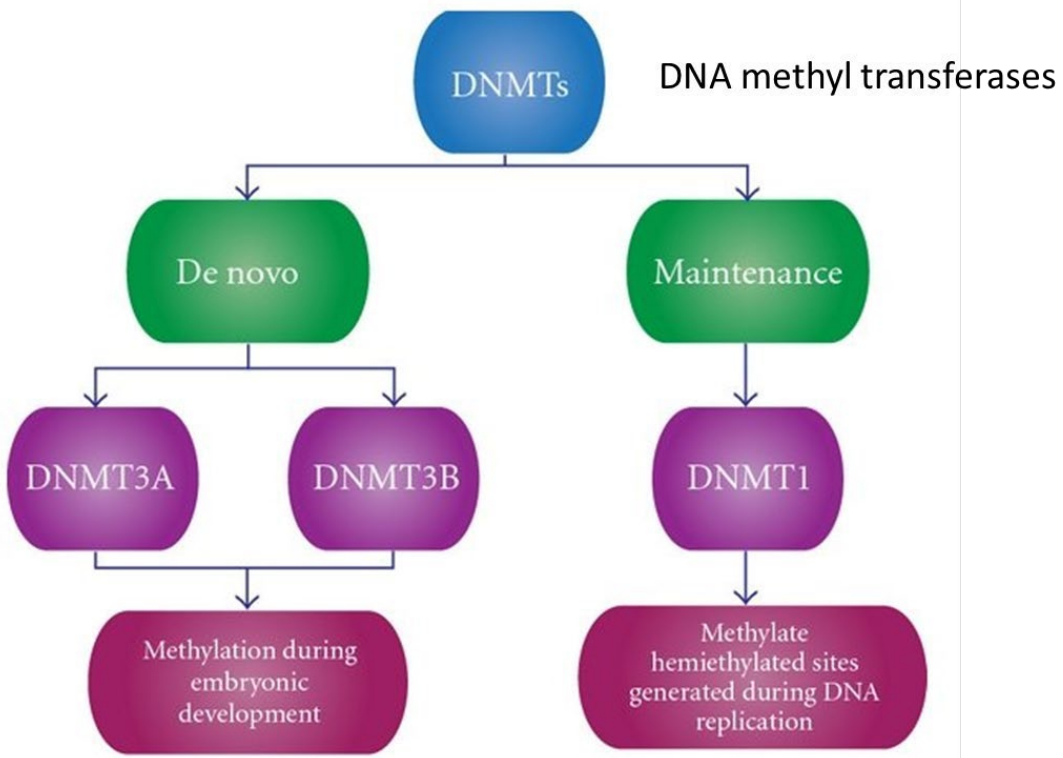 DNMTs
DNA methyl transferases
De novo
Maintenance
DNMT3A
DNMT3B
DNMT1
Methylation during
embryonic
development
Methylate
hemiethylated sites
generated during DNA
replication